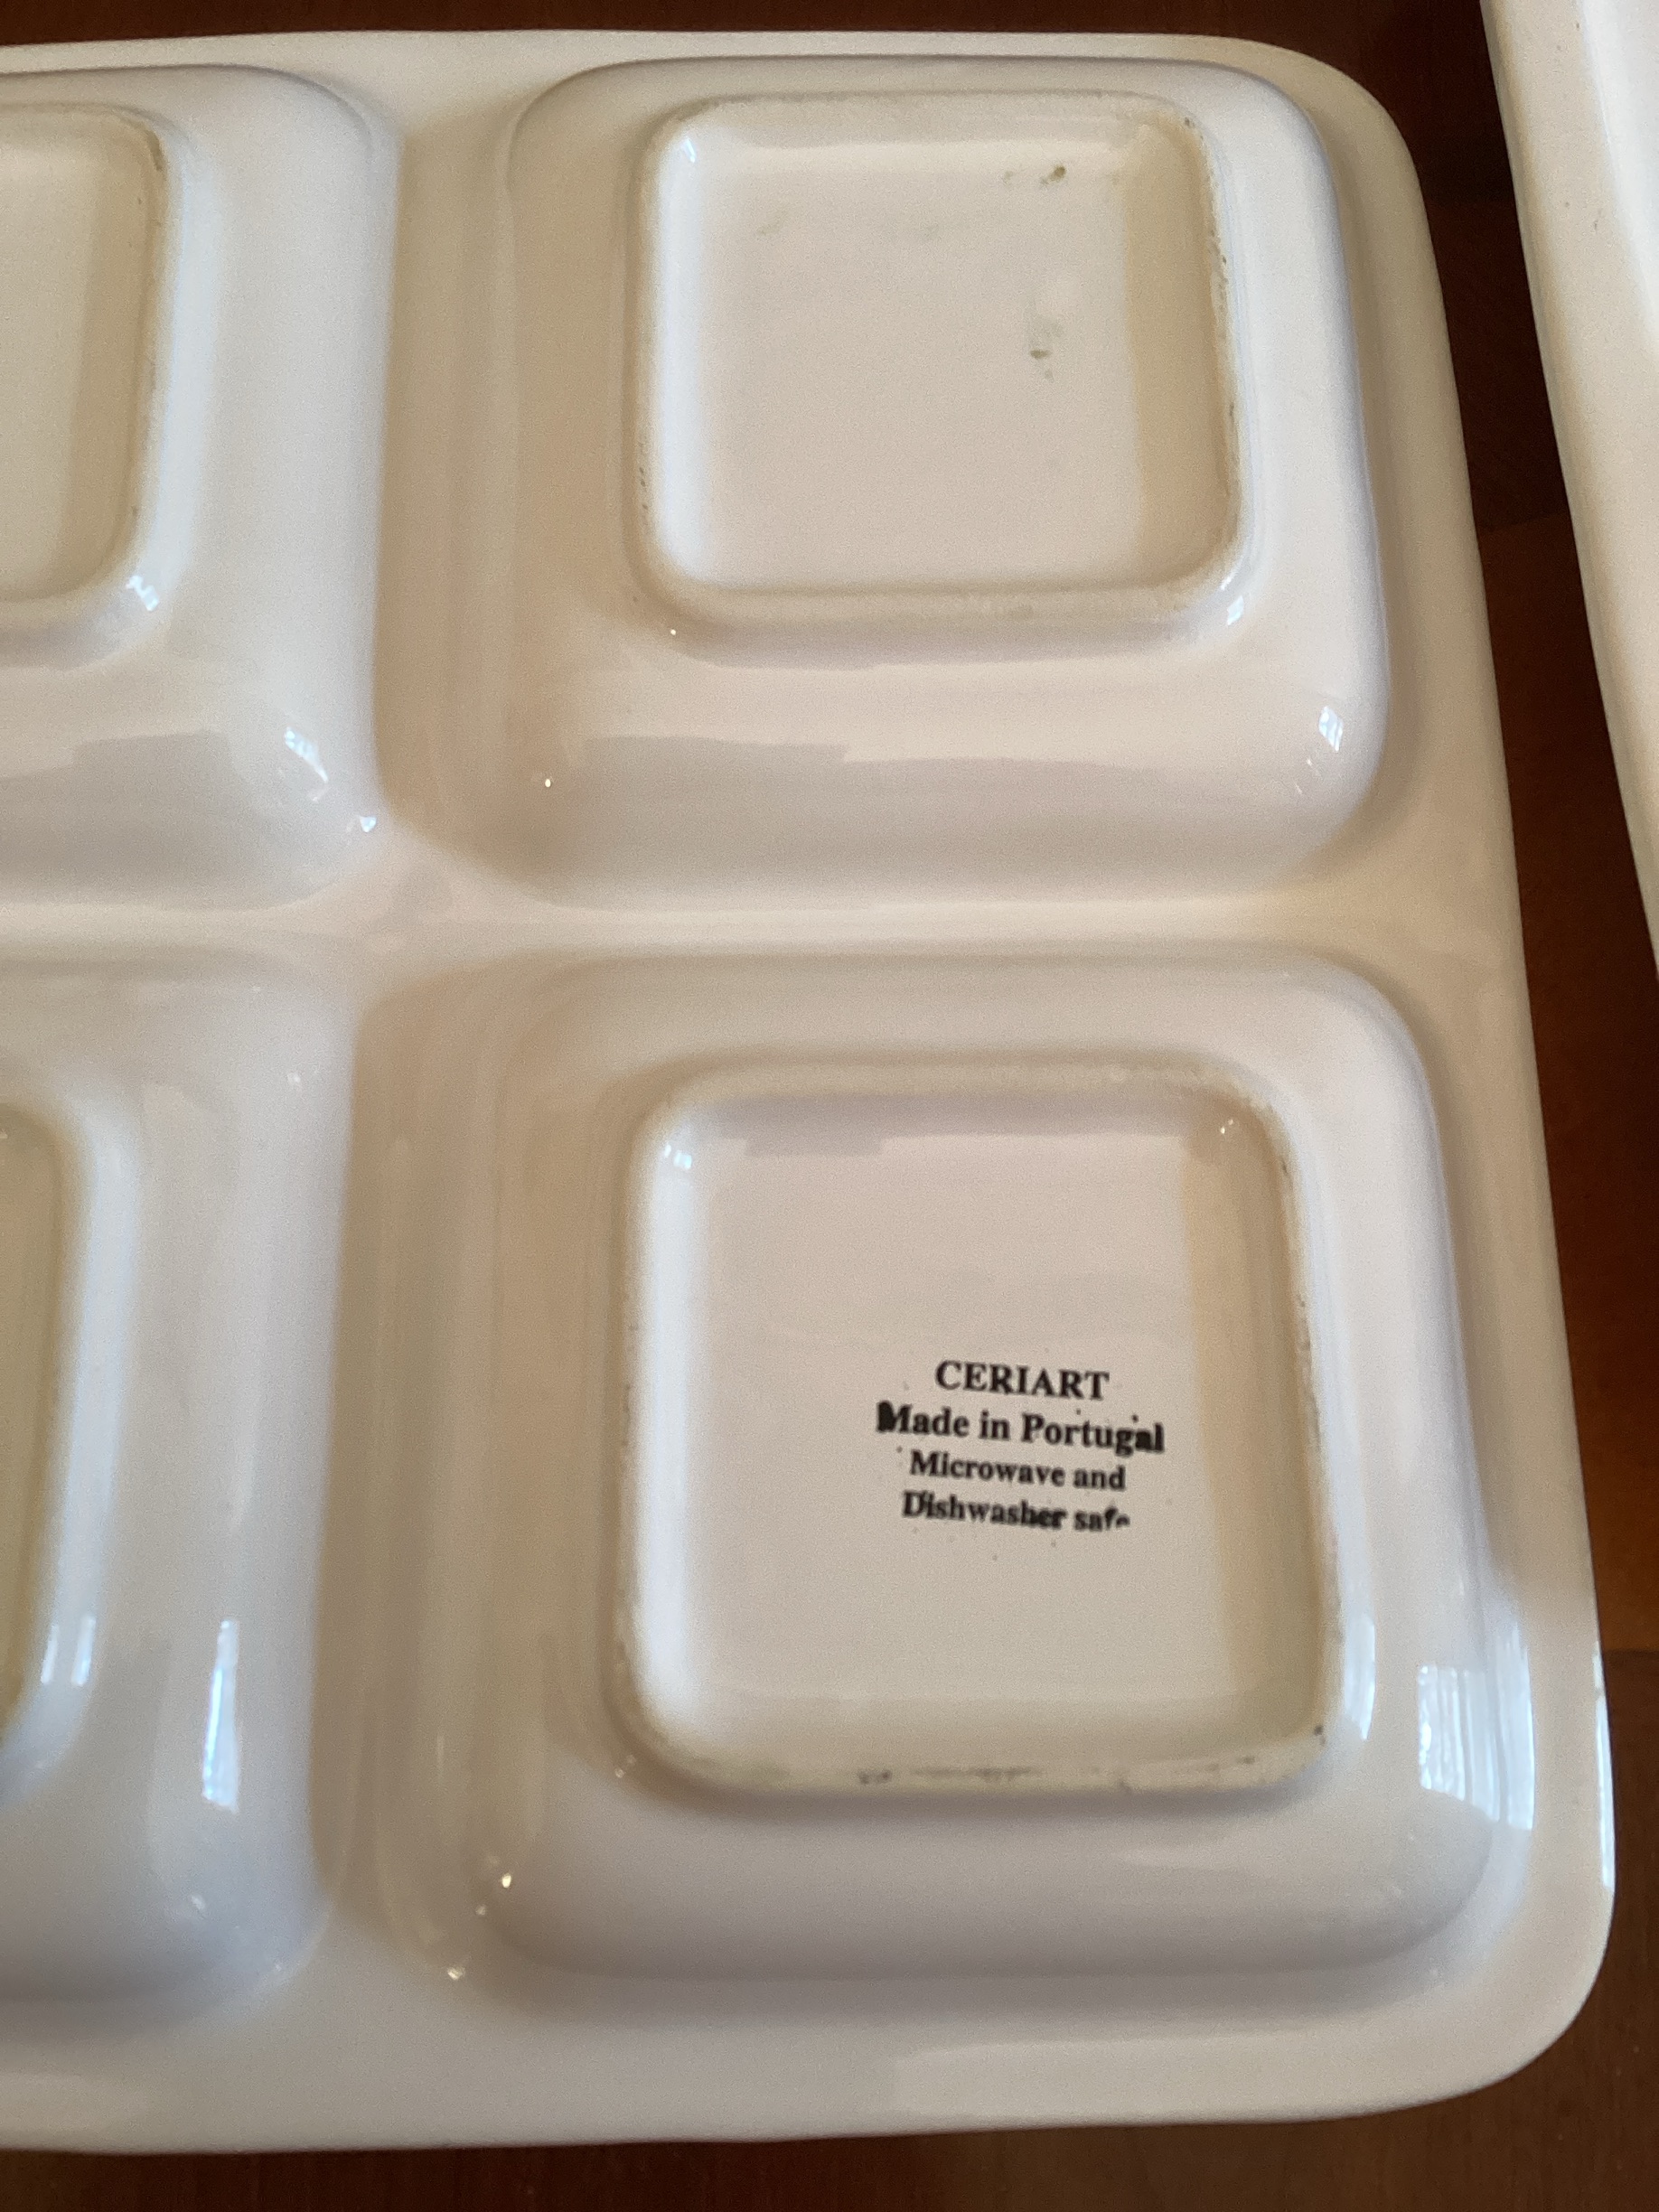 CERIART
Made in Portugal
Microwave and
Dishwasher safe